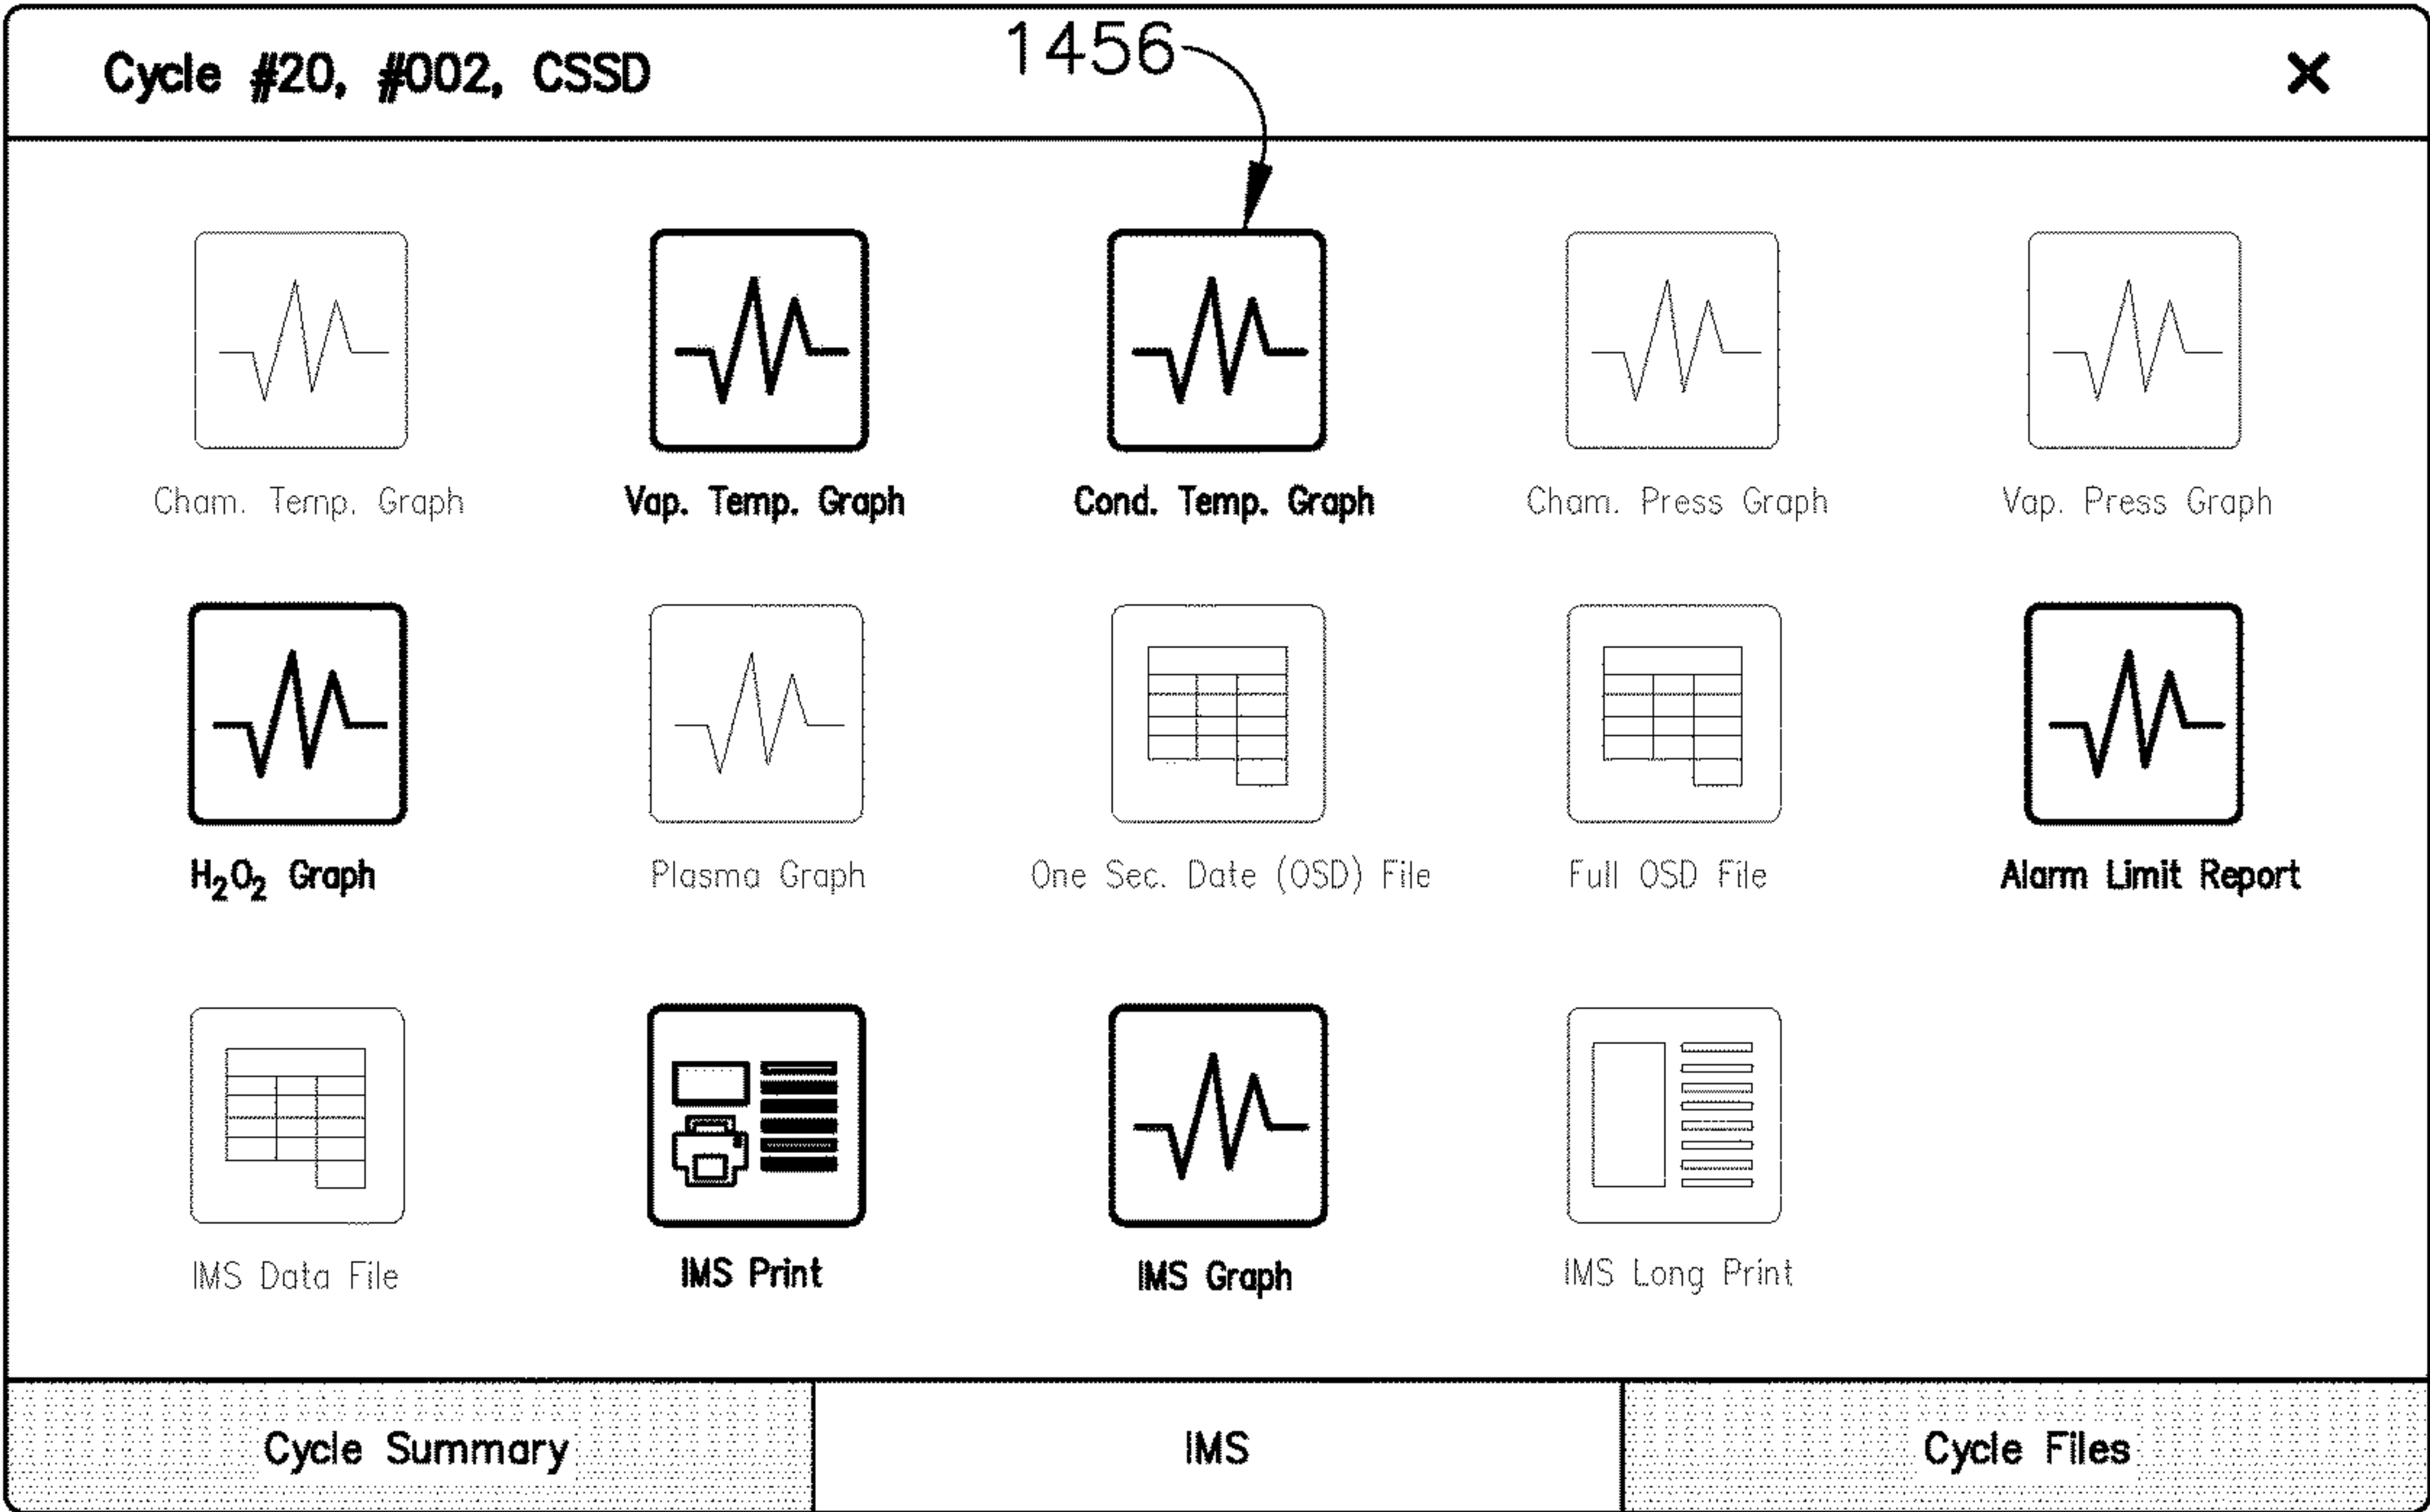 Cycle #20, #002, CSSD
1456
Cham. Temp. Graph
Vap. Temp. Graph
Cond. Temp. Graph
Cham. Press Graph
Vap. Press Graph
H₂O₂ Graph
Plasma Graph
One Sec. Date (OSD) File
Full OSD File
Alarm Limit Report
IMS Data File
IMS Print
IMS Graph
IMS Long Print
Cycle Summary
IMS
Cycle Files